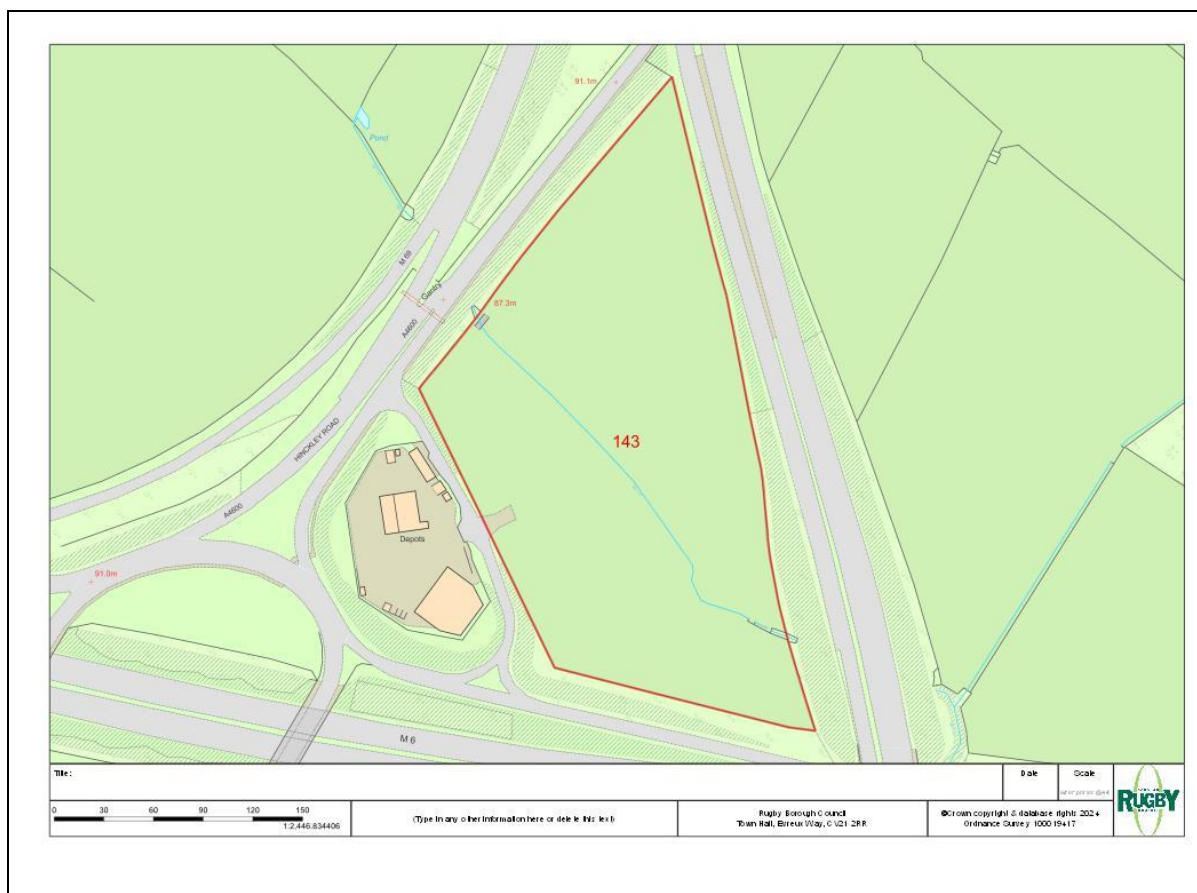 91.1m
Pond
M 69
Gantry
87.3m
A4600
143
HINCKLEY ROAD
A4600
Depots
91.0m
M 6
Title:
Date
Scale
0 30 60 90 120 150
1:2,446.834406
(Type in any other information here or delete this text)
Rugby Borough Council
Town Hall, Evreux Way, CV21 2RR
©Crown copyright & database rights 2024
Ordnance Survey 100019417
RUGBY